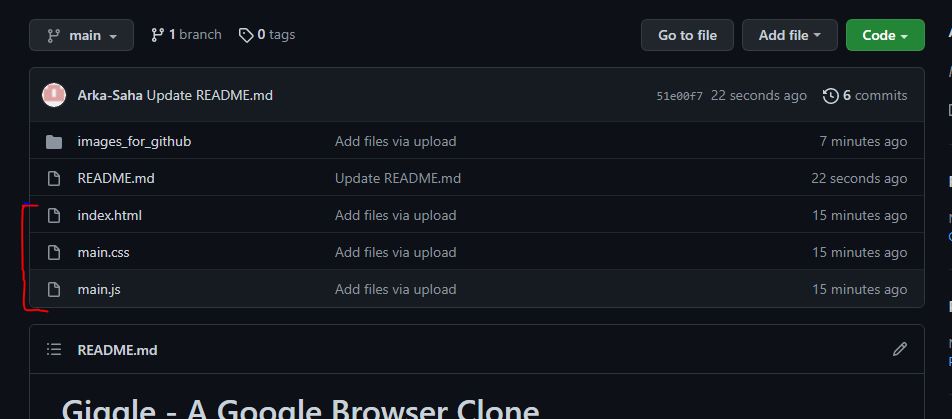 main 1 branch 0 tags Go to file Add file Code
Arka-Saha Update README.md 51e00f7 22 seconds ago 6 commits
images_for_github Add files via upload 7 minutes ago
README.md Update README.md 22 seconds ago
index.html Add files via upload 15 minutes ago
main.css Add files via upload 15 minutes ago
main.js Add files via upload 15 minutes ago
README.md
Giggle - A Google Browser Clone